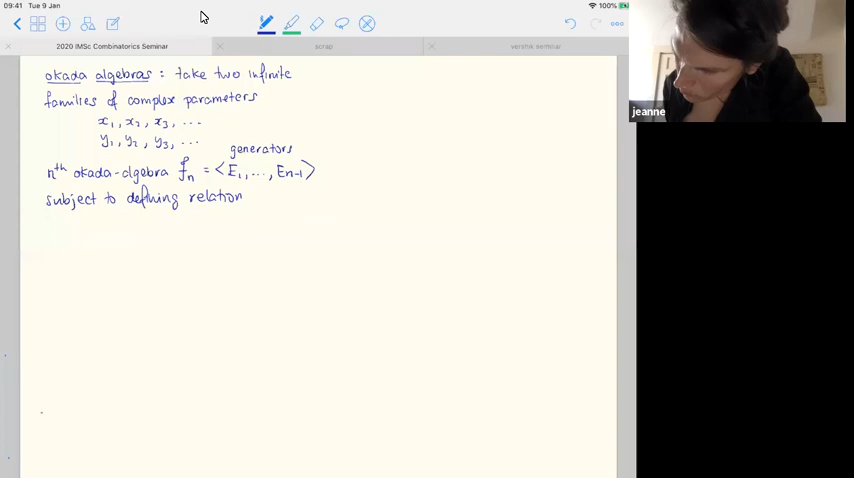 09:41 Tue 9 Jan
100%
2020 IMSc Combinatorics Seminar
scrap
vershik seminar
okada algebras : take two infinite
families of complex parameters
x₁, x₂, x₃, ...
y₁, y₂, y₃, ...
generators
nᵗʰ okada-algebra fₙ = <E₁, ..., En-1>
subject to defining relation
jeanne